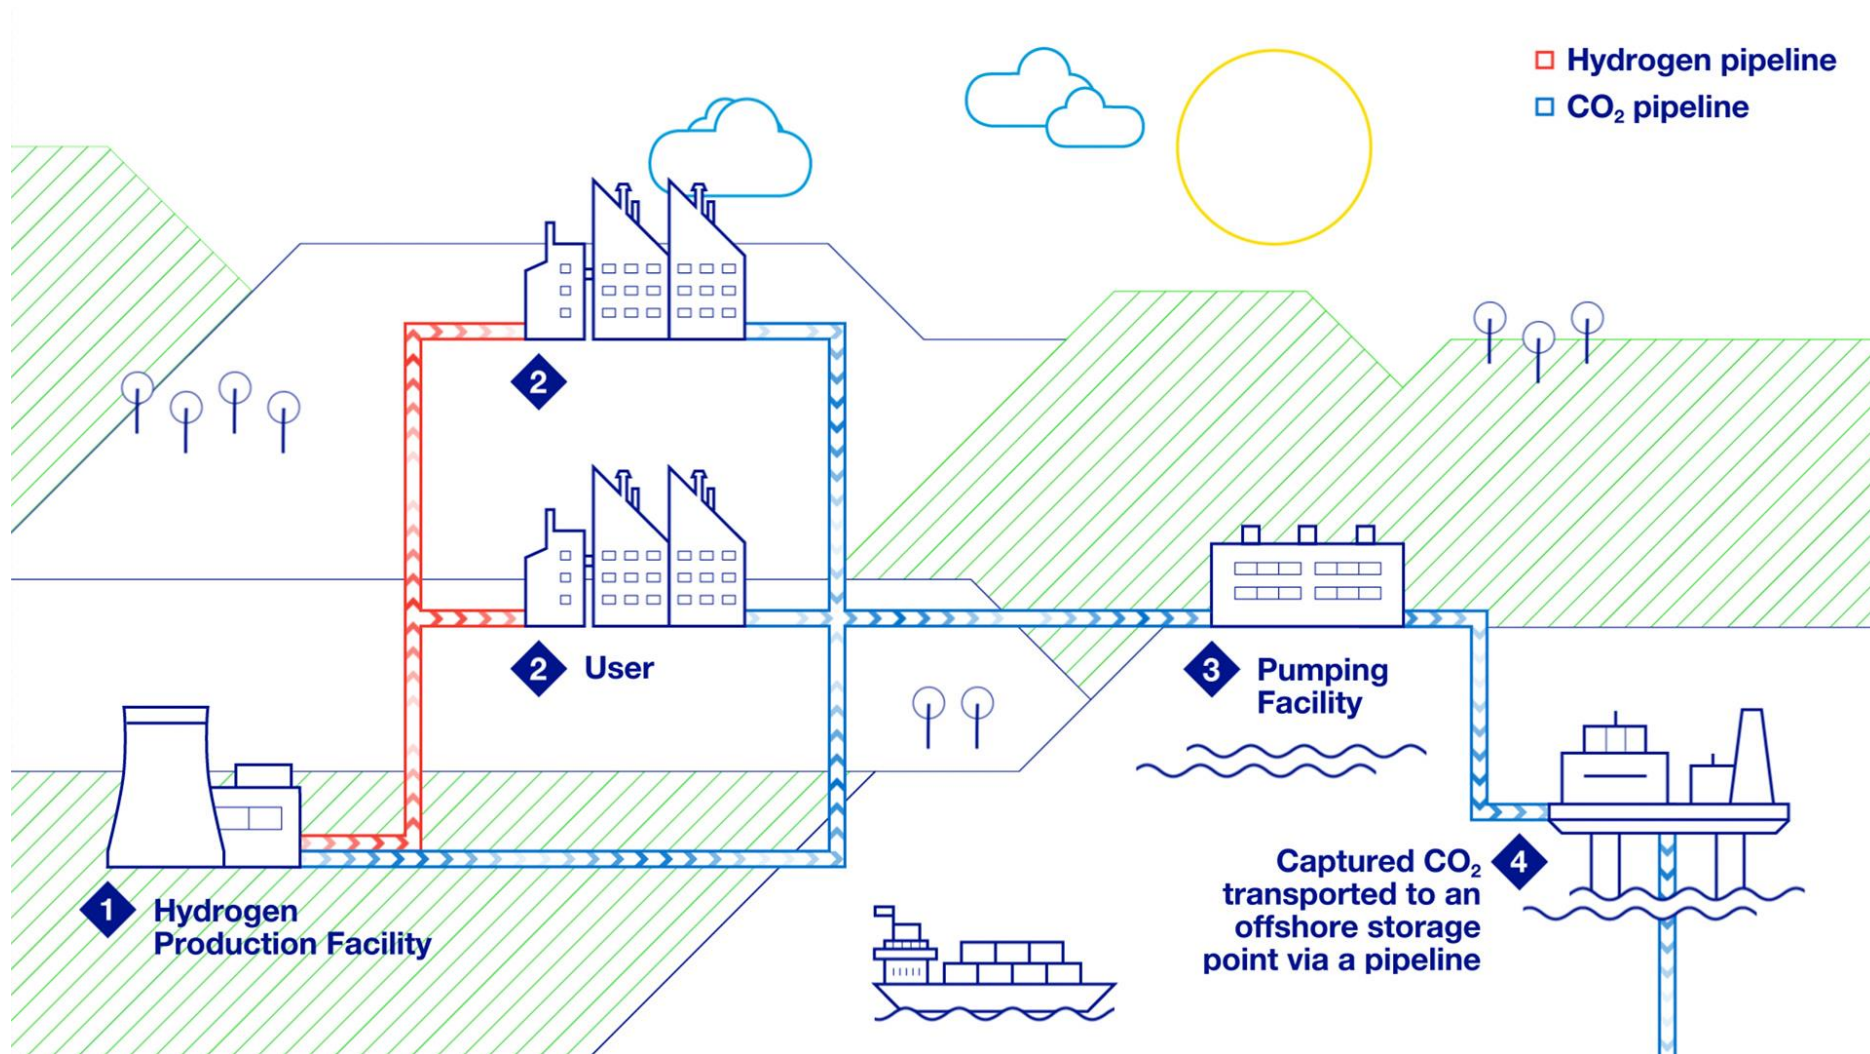 Hydrogen pipeline
CO₂ pipeline
2
2
User
3
Pumping
Facility
1
Hydrogen
Production Facility
Captured CO₂
4
transported to an
offshore storage
point via a pipeline